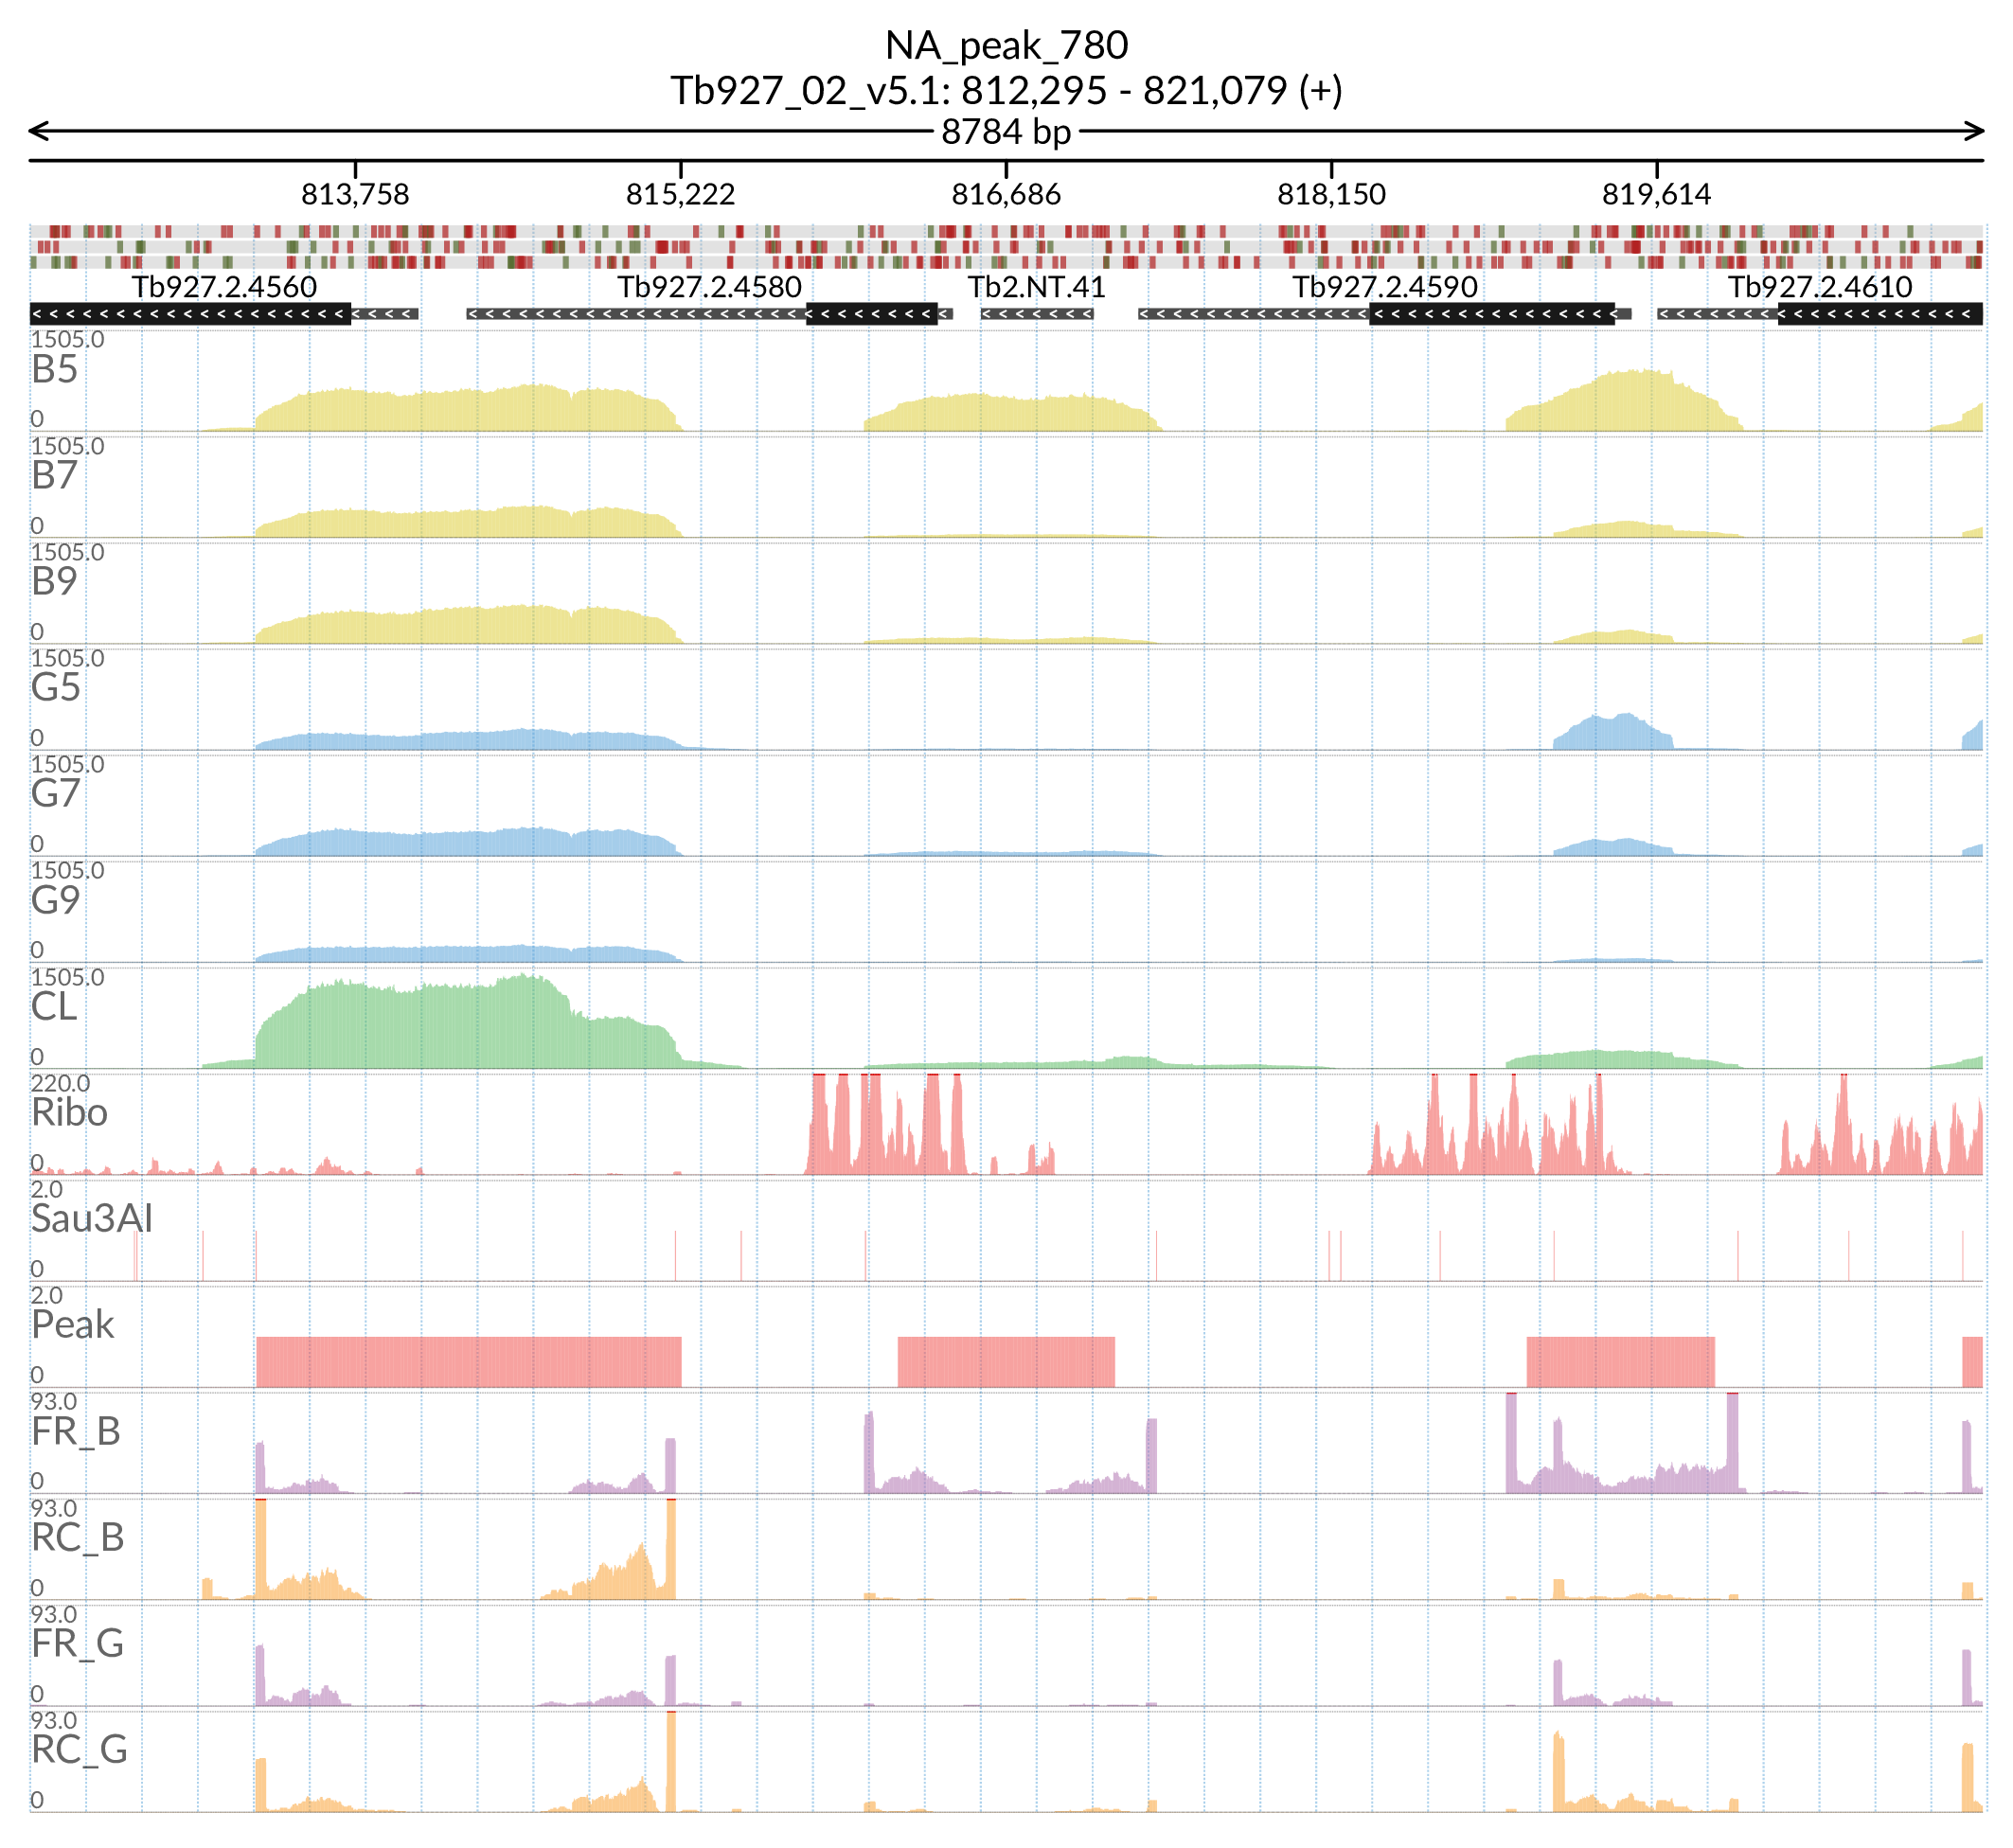 NA_peak_780
Tb927_02_v5.1: 812,295 - 821,079 (+)
8784 bp
813,758 815,222 816,686 818,150 819,614
Tb927.2.4560 Tb927.2.4580 Tb2.NT.41 Tb927.2.4590 Tb927.2.4610
1505.0
B5
0
1505.0
B7
0
1505.0
B9
0
1505.0
G5
0
1505.0
G7
0
1505.0
G9
0
1505.0
CL
0
220.0
Ribo
0
2.0
Sau3AI
0
2.0
Peak
0
93.0
FR_B
0
93.0
RC_B
0
93.0
FR_G
0
93.0
RC_G
0